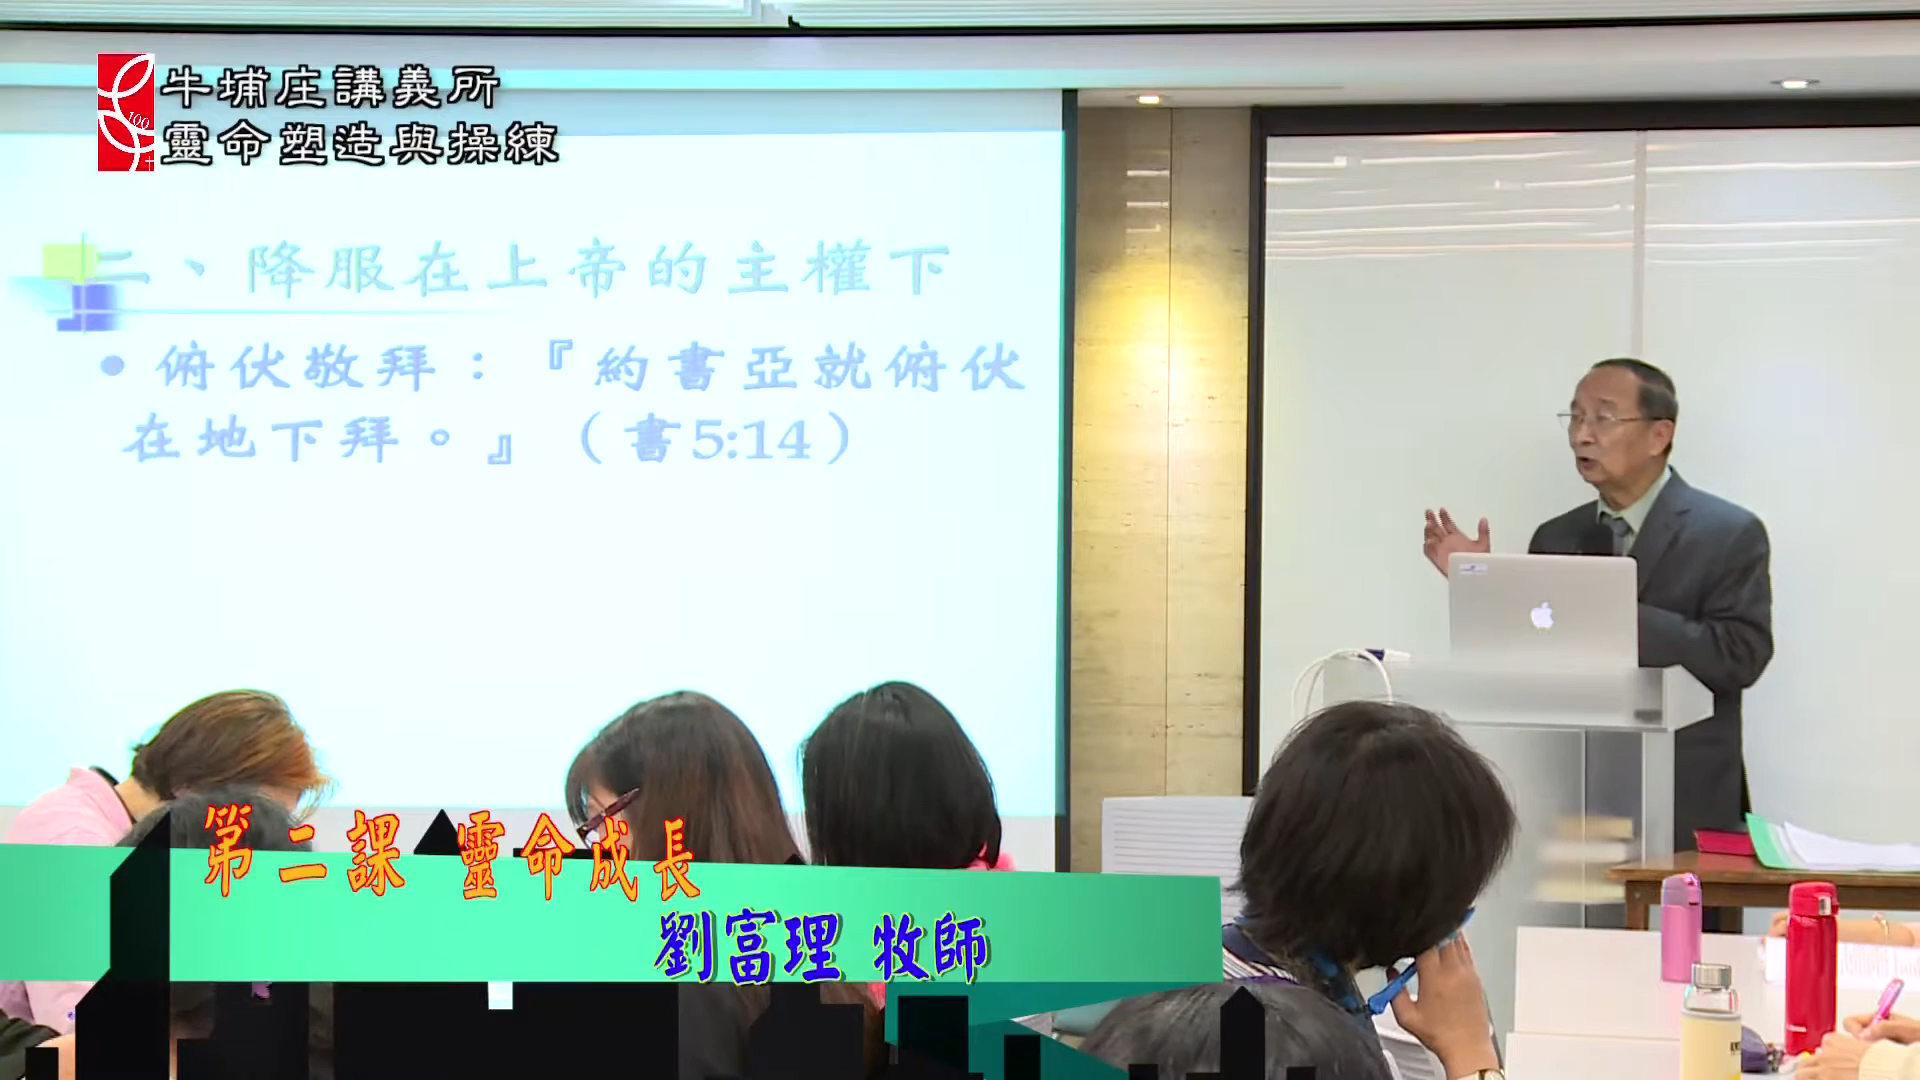 牛埔庄講義所
100
靈命塑造與操練
二、降服在上帝的主權下
• 俯伏敬拜：『約書亞就俯伏
在地下拜。』（書5:14）
第二課 靈命成長
劉富理 牧師